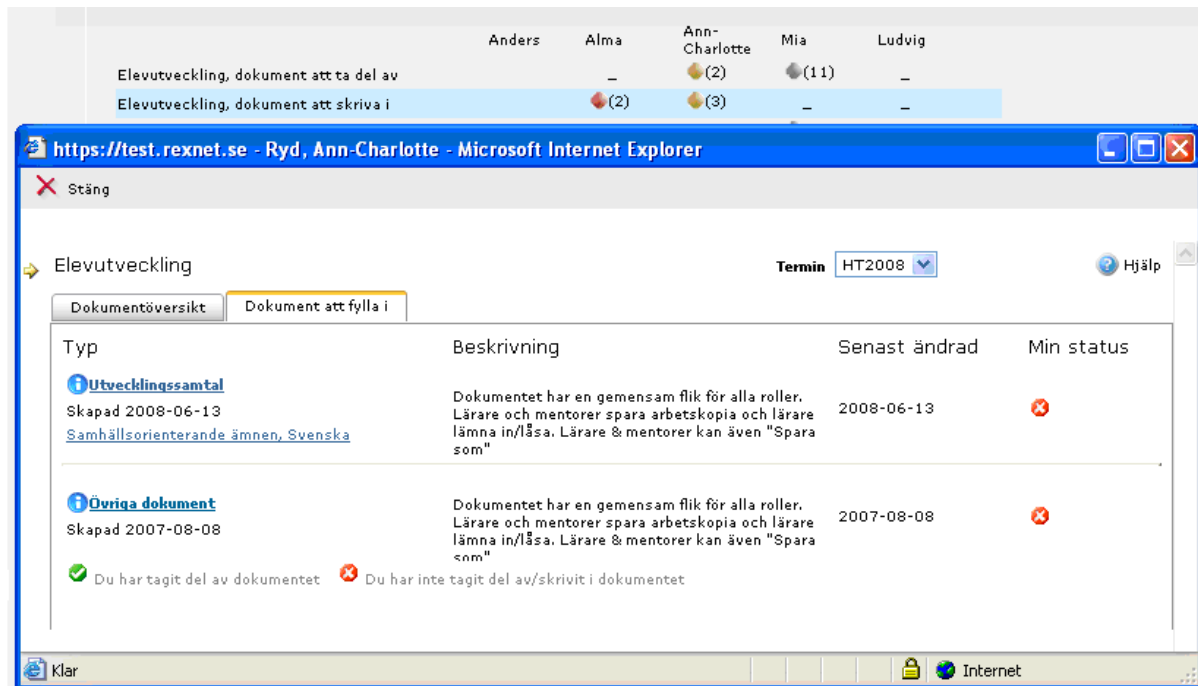 Anders Alma Ann-Charlotte Mia Ludvig
Elevutveckling, dokument att ta del av _ (2) (11) _
Elevutveckling, dokument att skriva i (2) (3) _ _
https://test.rexnet.se - Ryd, Ann-Charlotte - Microsoft Internet Explorer
Stäng
Elevutveckling Termin HT2008 Hjälp
Dokumentöversikt Dokument att fylla i
Typ Beskrivning Senast ändrad Min status
Utvecklingssamtal
Skapad 2008-06-13
Samhällsorienterande ämnen, Svenska
Dokumentet har en gemensam flik för alla roller.
Lärare och mentorer spara arbetskopia och lärare
lämna in/låsa. Lärare & mentorer kan även "Spara
som"
2008-06-13
Övriga dokument
Skapad 2007-08-08
Dokumentet har en gemensam flik för alla roller.
Lärare och mentorer spara arbetskopia och lärare
lämna in/låsa. Lärare & mentorer kan även "Spara
som"
2007-08-08
Du har tagit del av dokumentet Du har inte tagit del av/skrivit i dokumentet
Klar Internet